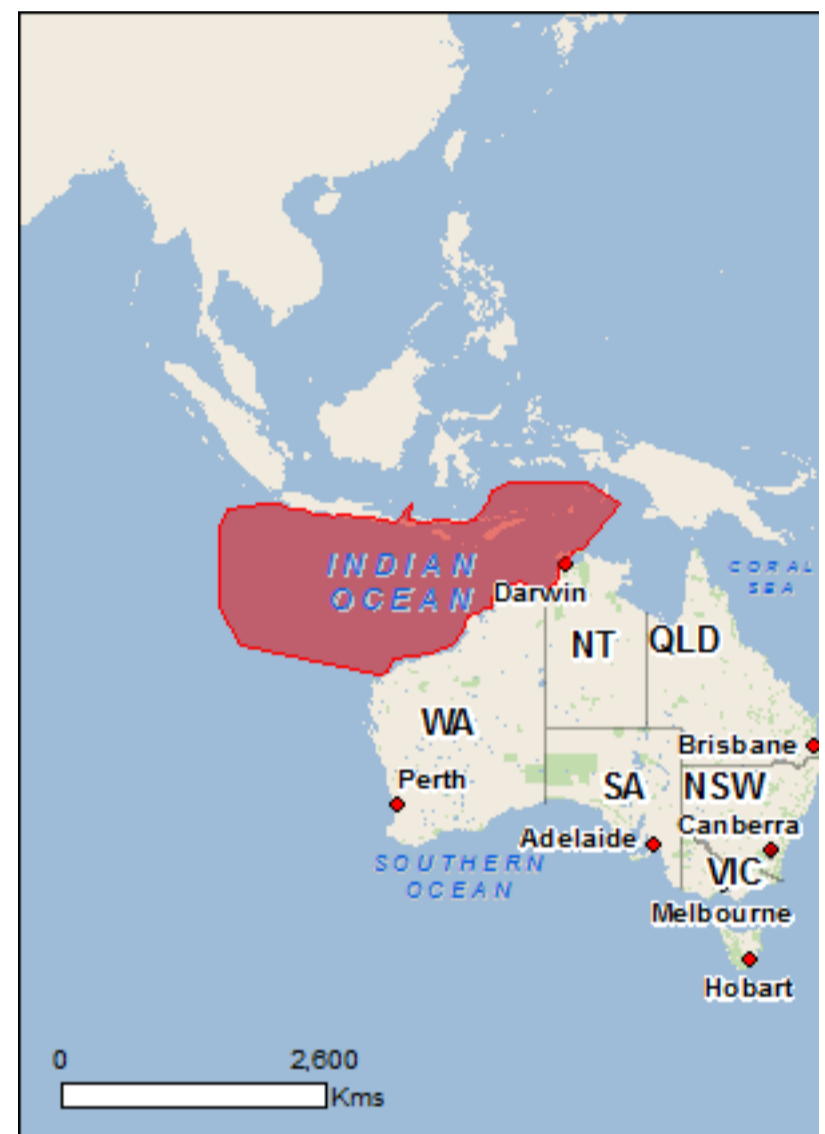 INDIAN
OCEAN
CORAL
SEA
Darwin
NT
QLD
WA
Brisbane
Perth
SA
NSW
Canberra
Adelaide
SOUTHERN
OCEAN
VIC
Melbourne
Hobart
0 2,600
Kms